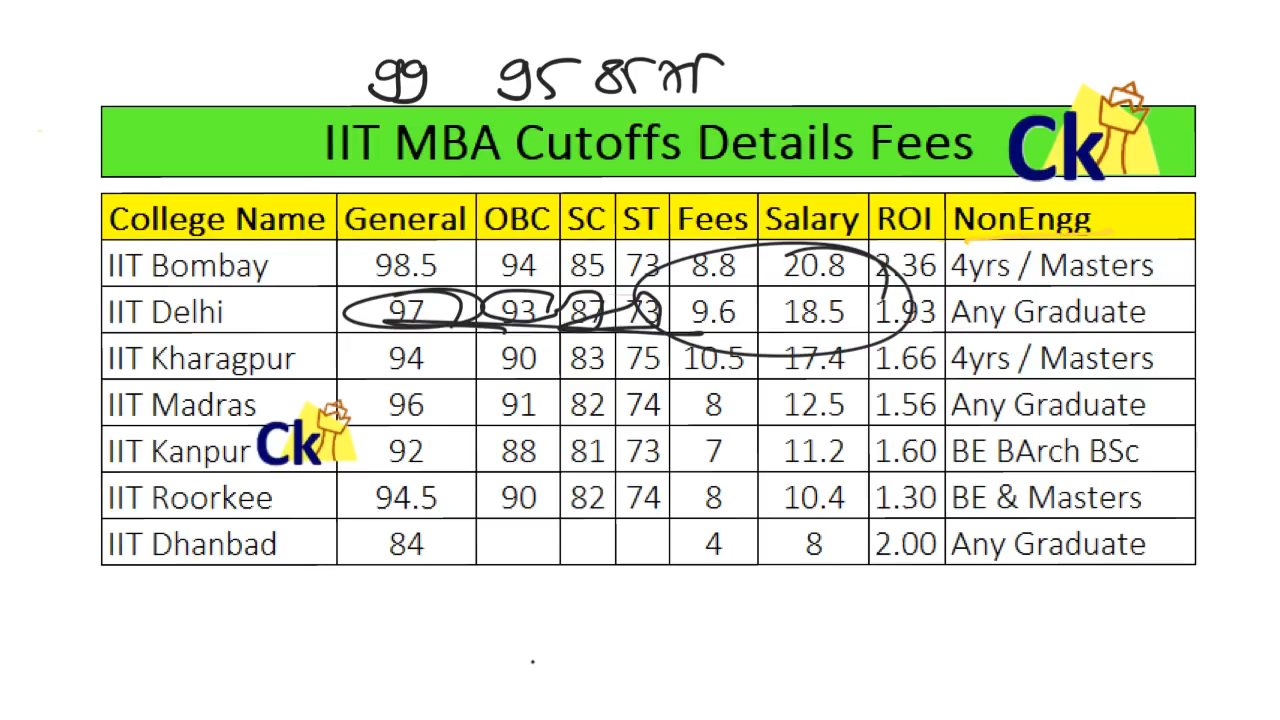 99 95 85 75
IIT MBA Cutoffs Details Fees Ck
College Name General OBC SC ST Fees Salary ROI NonEngg
IIT Bombay 98.5 94 85 73 8.8 20.8 2.36 4yrs / Masters
IIT Delhi 97 93 87 73 9.6 18.5 1.93 Any Graduate
IIT Kharagpur 94 90 83 75 10.5 17.4 1.66 4yrs / Masters
IIT Madras 96 91 82 74 8 12.5 1.56 Any Graduate
IIT Kanpur Ck 92 88 81 73 7 11.2 1.60 BE BArch BSc
IIT Roorkee 94.5 90 82 74 8 10.4 1.30 BE & Masters
IIT Dhanbad 84 4 8 2.00 Any Graduate